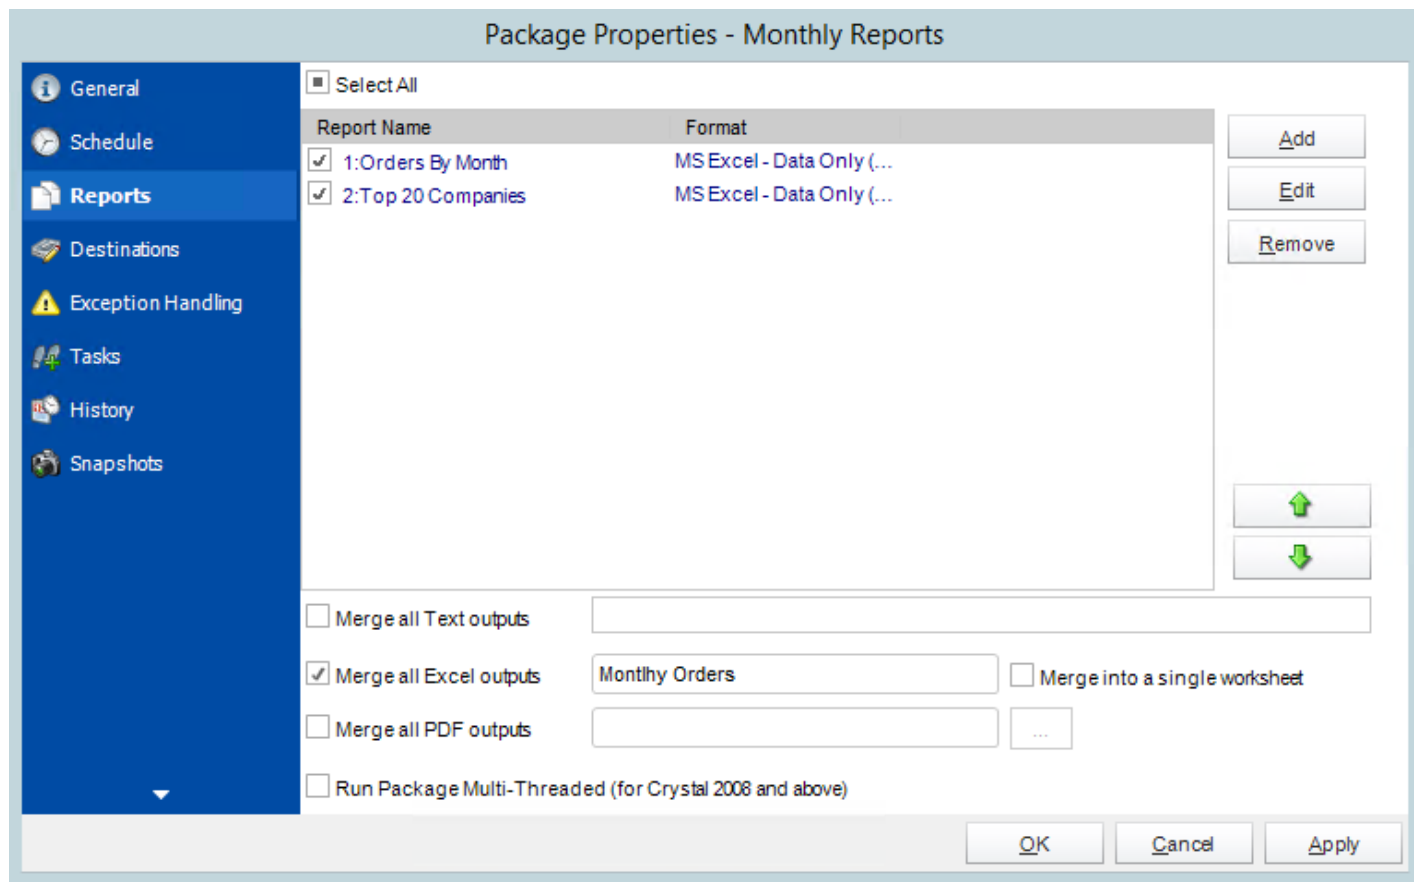 Package Properties - Monthly Reports
General
Schedule
Reports
Destinations
Exception Handling
Tasks
History
Snapshots
Select All
Report Name Format
1:Orders By Month MS Excel - Data Only (...
2:Top 20 Companies MS Excel - Data Only (...
Add
Edit
Remove
Merge all Text outputs
Merge all Excel outputs Montlhy Orders Merge into a single worksheet
Merge all PDF outputs ...
Run Package Multi-Threaded (for Crystal 2008 and above)
OK Cancel Apply